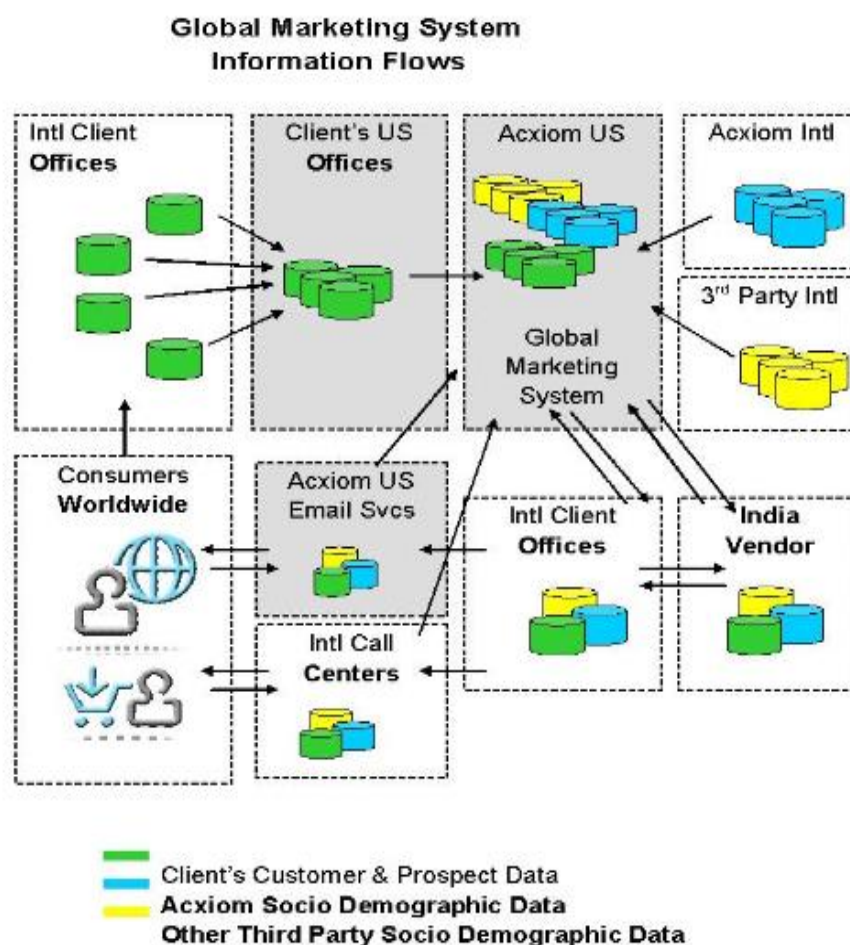 Global Marketing System
Information Flows
Intl Client
Offices
Client's US
Offices
Acxiom US
Acxiom Intl
3rd Party Intl
Global
Marketing
System
Consumers
Worldwide
Acxiom US
Email Svcs
Intl Client
Offices
India
Vendor
Intl Call
Centers
Client's Customer & Prospect Data
Acxiom Socio Demographic Data
Other Third Party Socio Demographic Data